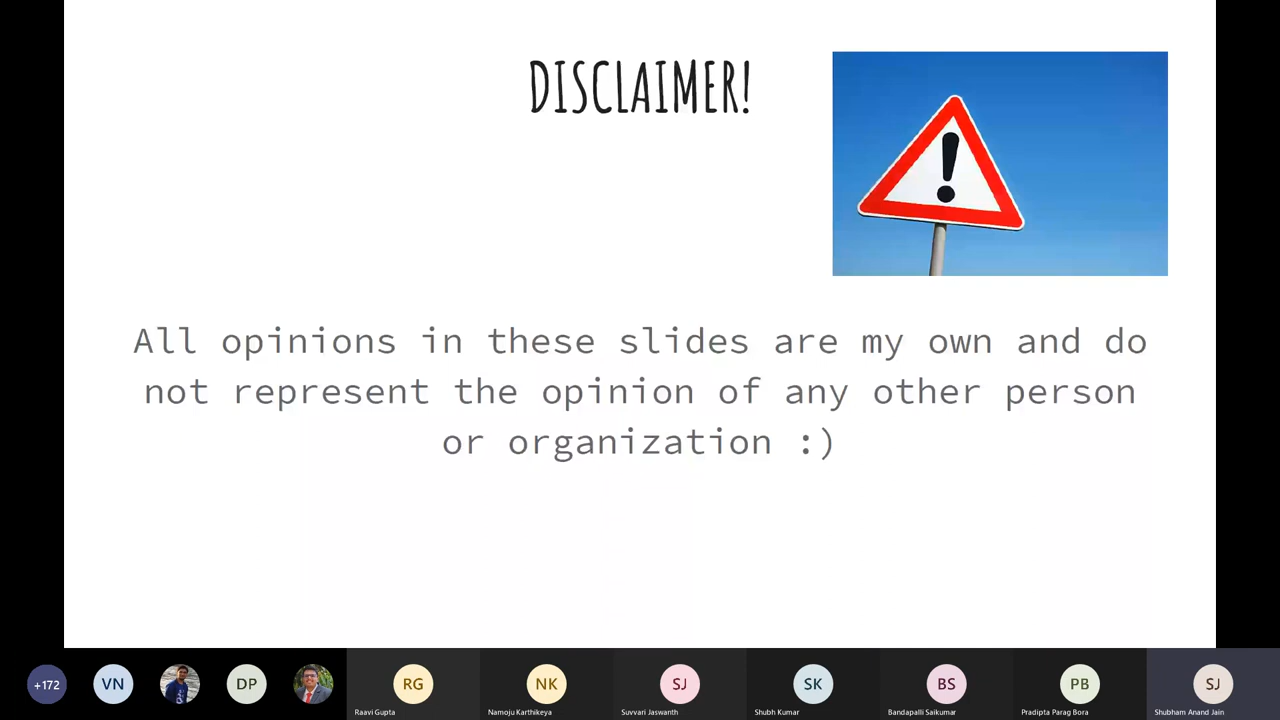 DISCLAIMER!
All opinions in these slides are my own and do
not represent the opinion of any other person
or organization :)
+172
VN
DP
RG
NK
SJ
SK
BS
PB
SJ
Raavi Gupta
Namoju Karthikeya
Suvvari Jaswanth
Shubh Kumar
Bandapalli Saikumar
Pradipta Parag Bora
Shubham Anand Jain